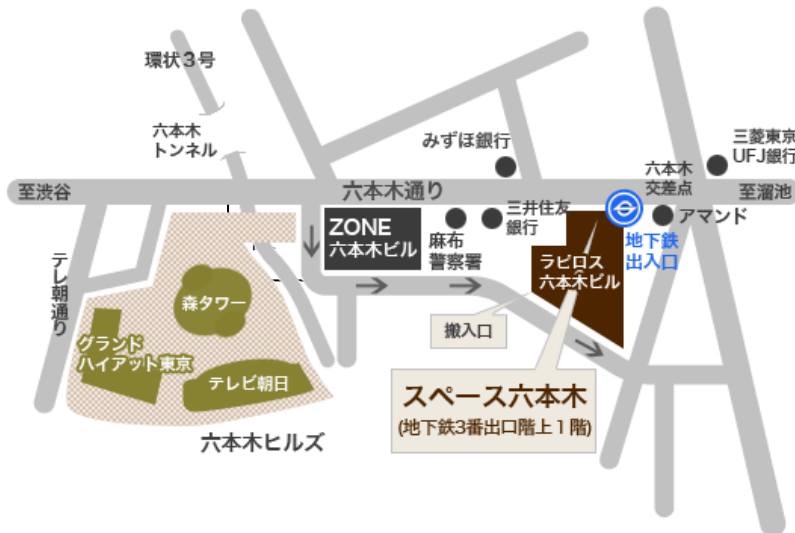 環状3号
六本木
トンネル
みずほ銀行
三菱東京
UFJ銀行
六本木
交差点
至渋谷
六本木通り
至溜池
ZONE
六本木ビル
麻布
警察署
三井住友
銀行
アマンド
地下鉄
出入口
テレ朝通り
森タワー
ラピロス
六本木ビル
搬入口
グランド
ハイアット東京
テレビ朝日
スペース六本木
(地下鉄3番出口階上1階)
六本木ヒルズ